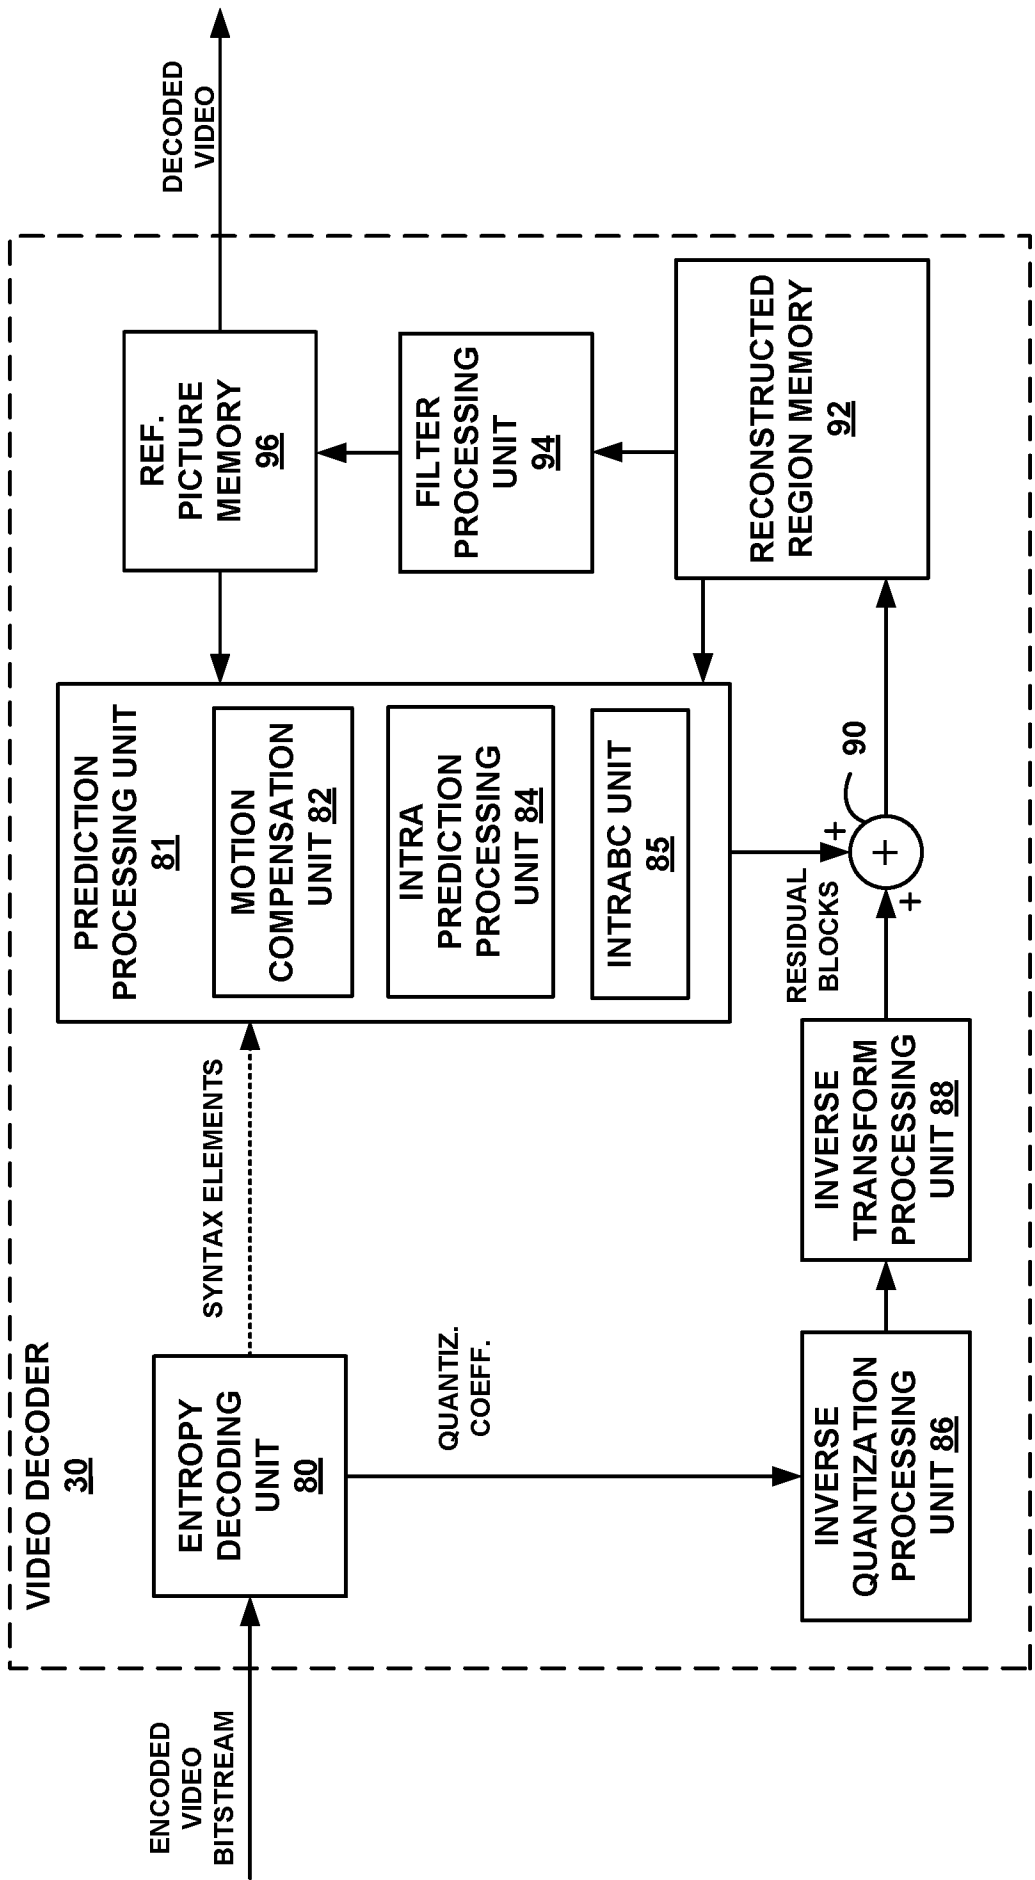 VIDEO DECODER
30
ENCODED
VIDEO
BITSTREAM
ENTROPY
DECODING
UNIT
80
SYNTAX ELEMENTS
QUANTIZ.
COEFF.
PREDICTION
PROCESSING UNIT
81
MOTION
COMPENSATION
UNIT 82
INTRA
PREDICTION
PROCESSING
UNIT 84
INTRABC UNIT
85
REF.
PICTURE
MEMORY
96
DECODED
VIDEO
FILTER
PROCESSING
UNIT
94
RECONSTRUCTED
REGION MEMORY
92
INVERSE
QUANTIZATION
PROCESSING
UNIT 86
INVERSE
TRANSFORM
PROCESSING
UNIT 88
RESIDUAL
BLOCKS
+
+
+
90